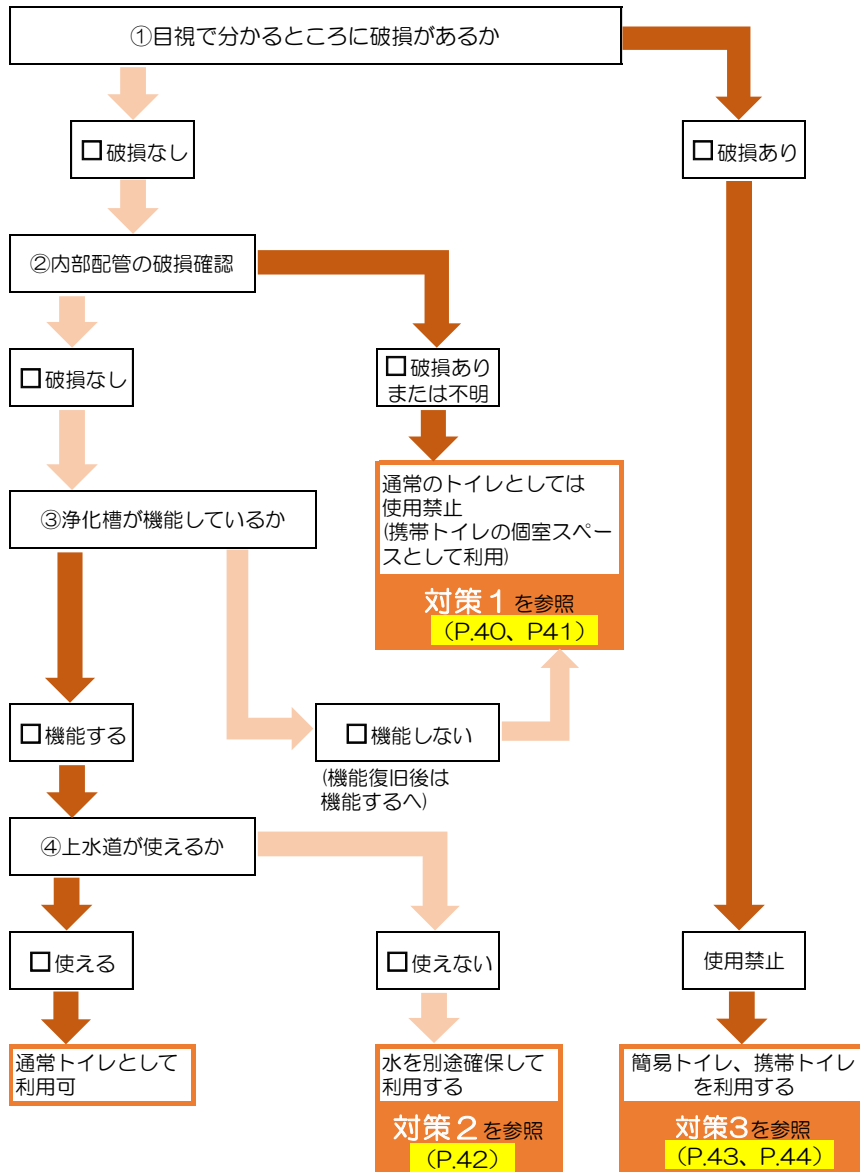 ①目視で分かるところに破損があるか
□破損なし
□破損あり
②内部配管の破損確認
□破損なし
□破損あり
または不明
通常のトイレとしては
使用禁止
(携帯トイレの個室スペー
スとして利用)
対策１を参照
（P.40、P41）
③浄化槽が機能しているか
□機能する
□機能しない
(機能復旧後は
機能するへ)
④上水道が使えるか
□使える
□使えない
使用禁止
通常トイレとして
利用可
水を別途確保して
利用する
対策２を参照
（P.42）
簡易トイレ、携帯トイレ
を利用する
対策3を参照
（P.43、P.44）